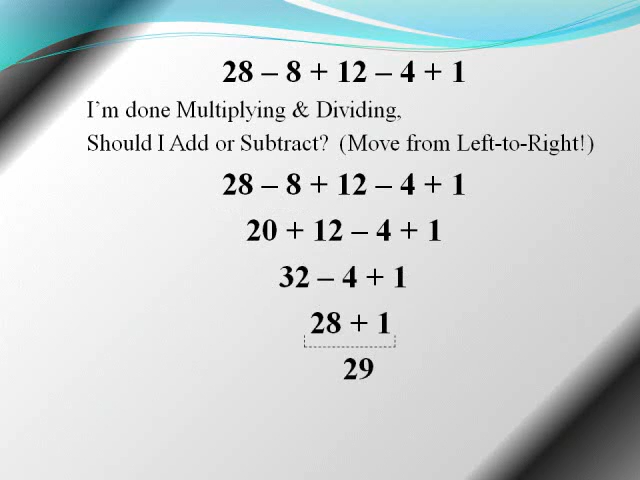 28 – 8 + 12 – 4 + 1
I'm done Multiplying & Dividing,
Should I Add or Subtract?  (Move from Left-to-Right!)
28 – 8 + 12 – 4 + 1
20 + 12 – 4 + 1
32 – 4 + 1
28 + 1
29